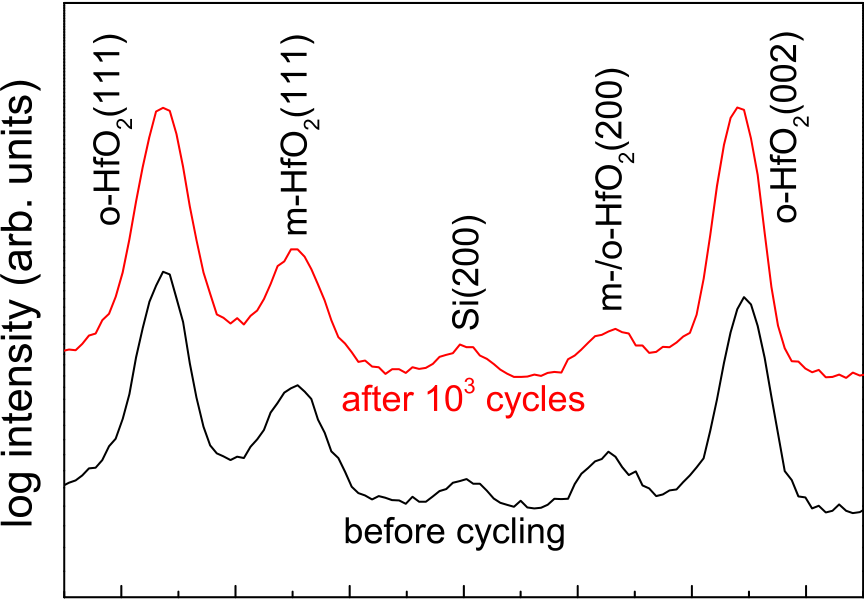 log intensity (arb. units)
o-HfO₂(111)
m-HfO₂(111)
Si(200)
m-/o-HfO₂(200)
o-HfO₂(002)
after 10³ cycles
before cycling